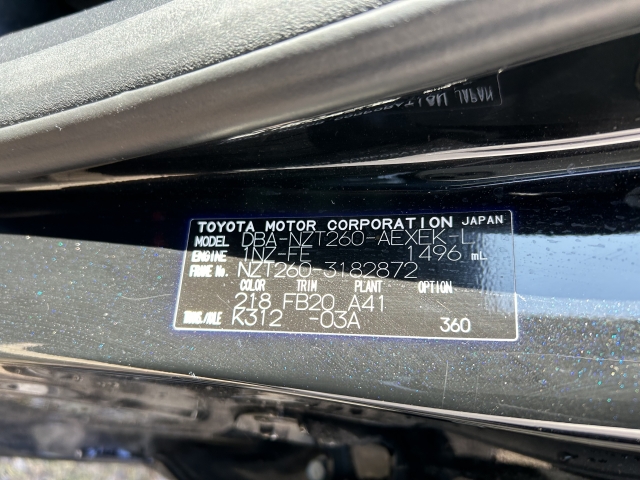 TOYOTA MOTOR CORPORATION JAPAN
MODEL DBA-NZT260-AEXEK-L
ENGINE 1NZ-FE 1496 mL
FRAME No. NZT260-3182872
COLOR TRIM PLANT OPTION
218 FB20 A41
TRANS./AXLE K312 -03A 360